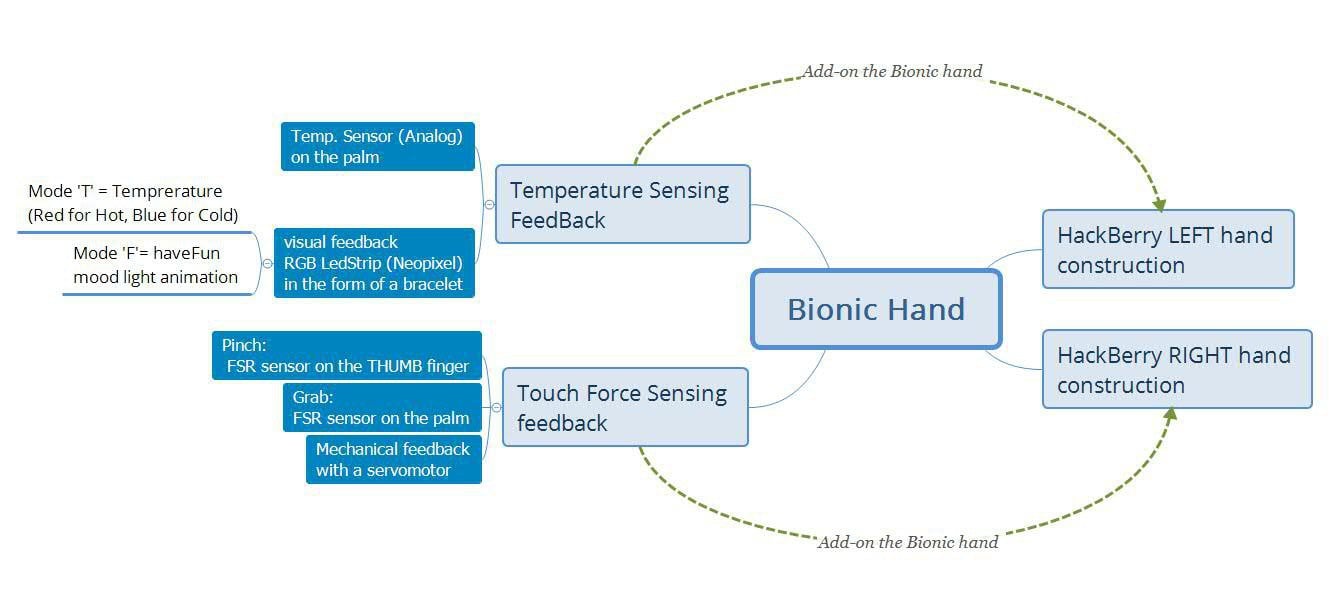 Add-on the Bionic hand
Temp. Sensor (Analog)
on the palm
Mode 'T' = Temprerature
(Red for Hot, Blue for Cold)
Mode 'F'= haveFun
mood light animation
visual feedback
RGB LedStrip (Neopixel)
in the form of a bracelet
Temperature Sensing
FeedBack
HackBerry LEFT hand
construction
Bionic Hand
HackBerry RIGHT hand
construction
Pinch:
FSR sensor on the THUMB finger
Grab:
FSR sensor on the palm
Mechanical feedback
with a servomotor
Touch Force Sensing
feedback
Add-on the Bionic hand